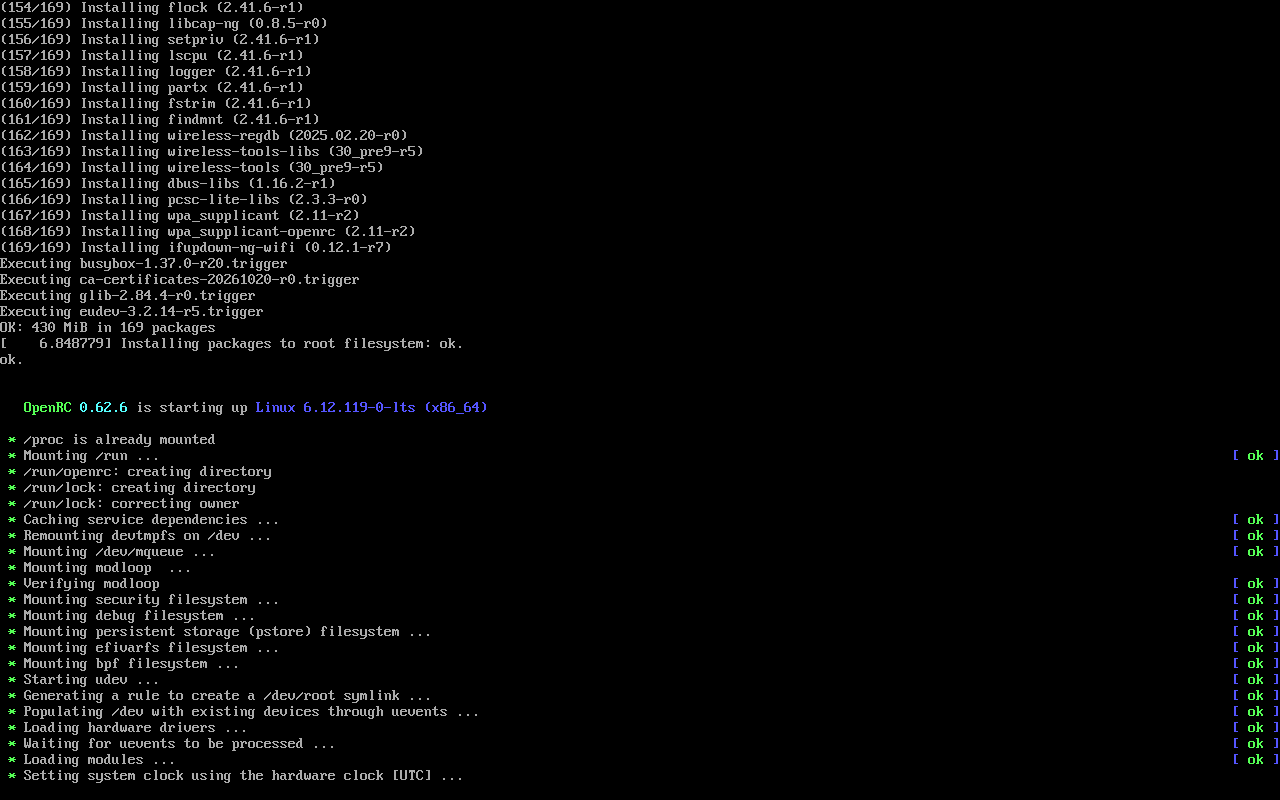 (154/169) Installing flock (2.41.6-r1)
(155/169) Installing libcap-ng (0.8.5-r0)
(156/169) Installing setpriv (2.41.6-r1)
(157/169) Installing lscpu (2.41.6-r1)
(158/169) Installing logger (2.41.6-r1)
(159/169) Installing partx (2.41.6-r1)
(160/169) Installing fstrim (2.41.6-r1)
(161/169) Installing findmnt (2.41.6-r1)
(162/169) Installing wireless-regdb (2025.02.20-r0)
(163/169) Installing wireless-tools-libs (30_pre9-r5)
(164/169) Installing wireless-tools (30_pre9-r5)
(165/169) Installing dbus-libs (1.16.2-r1)
(166/169) Installing pcsc-lite-libs (2.3.3-r0)
(167/169) Installing wpa_supplicant (2.11-r2)
(168/169) Installing wpa_supplicant-openrc (2.11-r2)
(169/169) Installing ifupdown-ng-wifi (0.12.1-r7)
Executing busybox-1.37.0-r20.trigger
Executing ca-certificates-20261020-r0.trigger
Executing glib-2.84.4-r0.trigger
Executing eudev-3.2.14-r5.trigger
OK: 430 MiB in 169 packages
[    6.848779] Installing packages to root filesystem: ok.
ok.
OpenRC 0.62.6 is starting up Linux 6.12.119-0-lts (x86_64)
* /proc is already mounted
* Mounting /run ... [ ok ]
* /run/openrc: creating directory
* /run/lock: creating directory
* /run/lock: correcting owner
* Caching service dependencies ... [ ok ]
* Remounting devtmpfs on /dev ... [ ok ]
* Mounting /dev/mqueue ... [ ok ]
* Mounting modloop  ...
* Verifying modloop [ ok ]
* Mounting security filesystem ... [ ok ]
* Mounting debug filesystem ... [ ok ]
* Mounting persistent storage (pstore) filesystem ... [ ok ]
* Mounting efivarfs filesystem ... [ ok ]
* Mounting bpf filesystem ... [ ok ]
* Starting udev ... [ ok ]
* Generating a rule to create a /dev/root symlink ... [ ok ]
* Populating /dev with existing devices through uevents ... [ ok ]
* Loading hardware drivers ... [ ok ]
* Waiting for uevents to be processed ... [ ok ]
* Loading modules ... [ ok ]
* Setting system clock using the hardware clock [UTC] ...